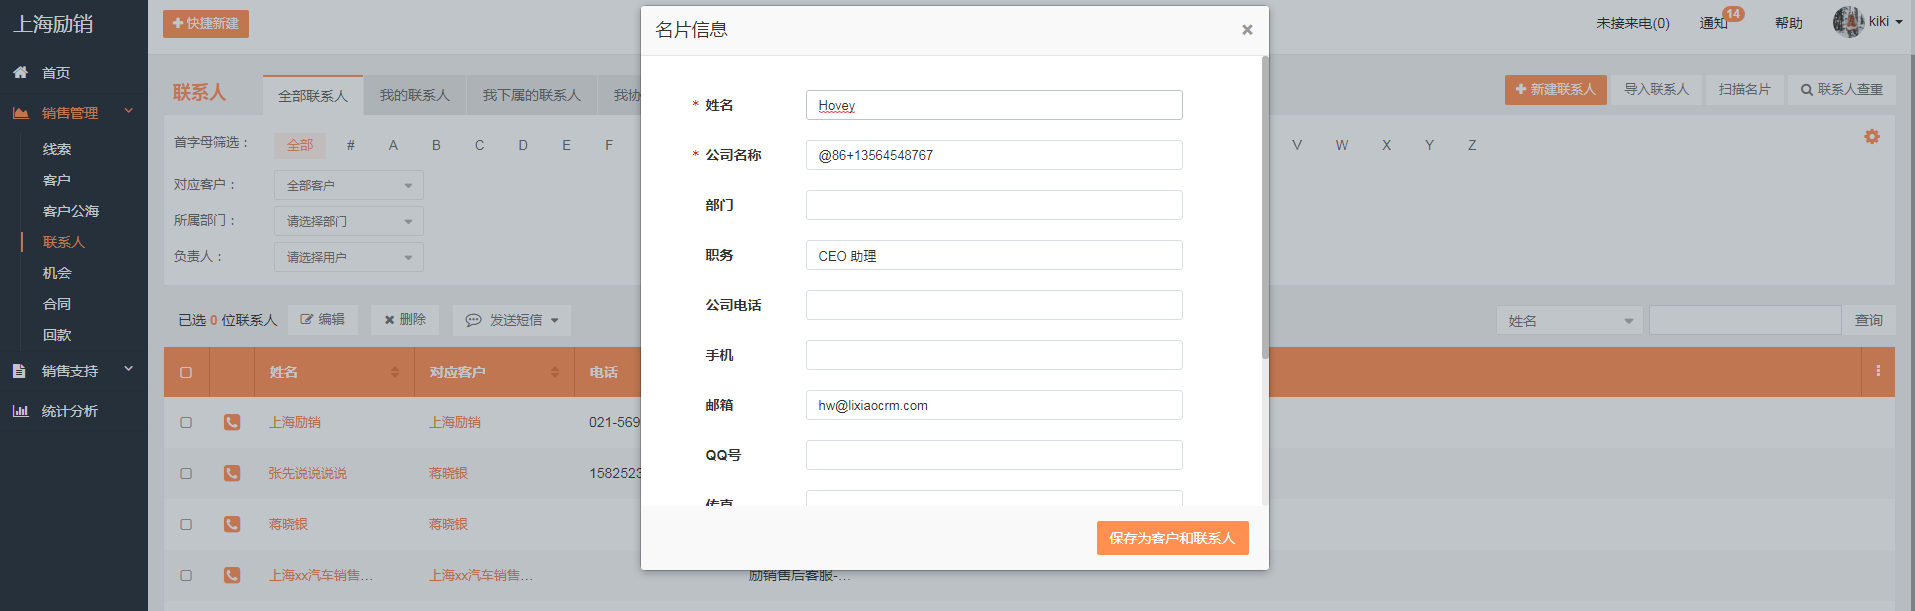 上海励销
快捷新建
未接来电(0)
通知
14
帮助
kiki
首页
销售管理
线索
客户
客户公海
联系人
机会
合同
回款
销售支持
统计分析
联系人
全部联系人
我的联系人
我下属的联系人
我协
新建联系人
导入联系人
扫描名片
联系人查重
首字母筛选：
全部 # A B C D E F V W X Y Z
对应客户：
全部客户
所属部门：
请选择部门
负责人：
请选择用户
已选 0 位联系人
编辑
删除
发送短信
姓名
查询
姓名 对应客户 电话
上海励销 上海励销 021-569
张先说说说说 蒋晓银 1582523
蒋晓银 蒋晓银
上海xx汽车销售... 上海xx汽车销售... 励销售后客服-...
名片信息
×
* 姓名 Hovey
* 公司名称 @86+13564548767
部门
职务 CEO 助理
公司电话
手机
邮箱 hw@lixiaocrm.com
QQ号
传真
保存为客户和联系人